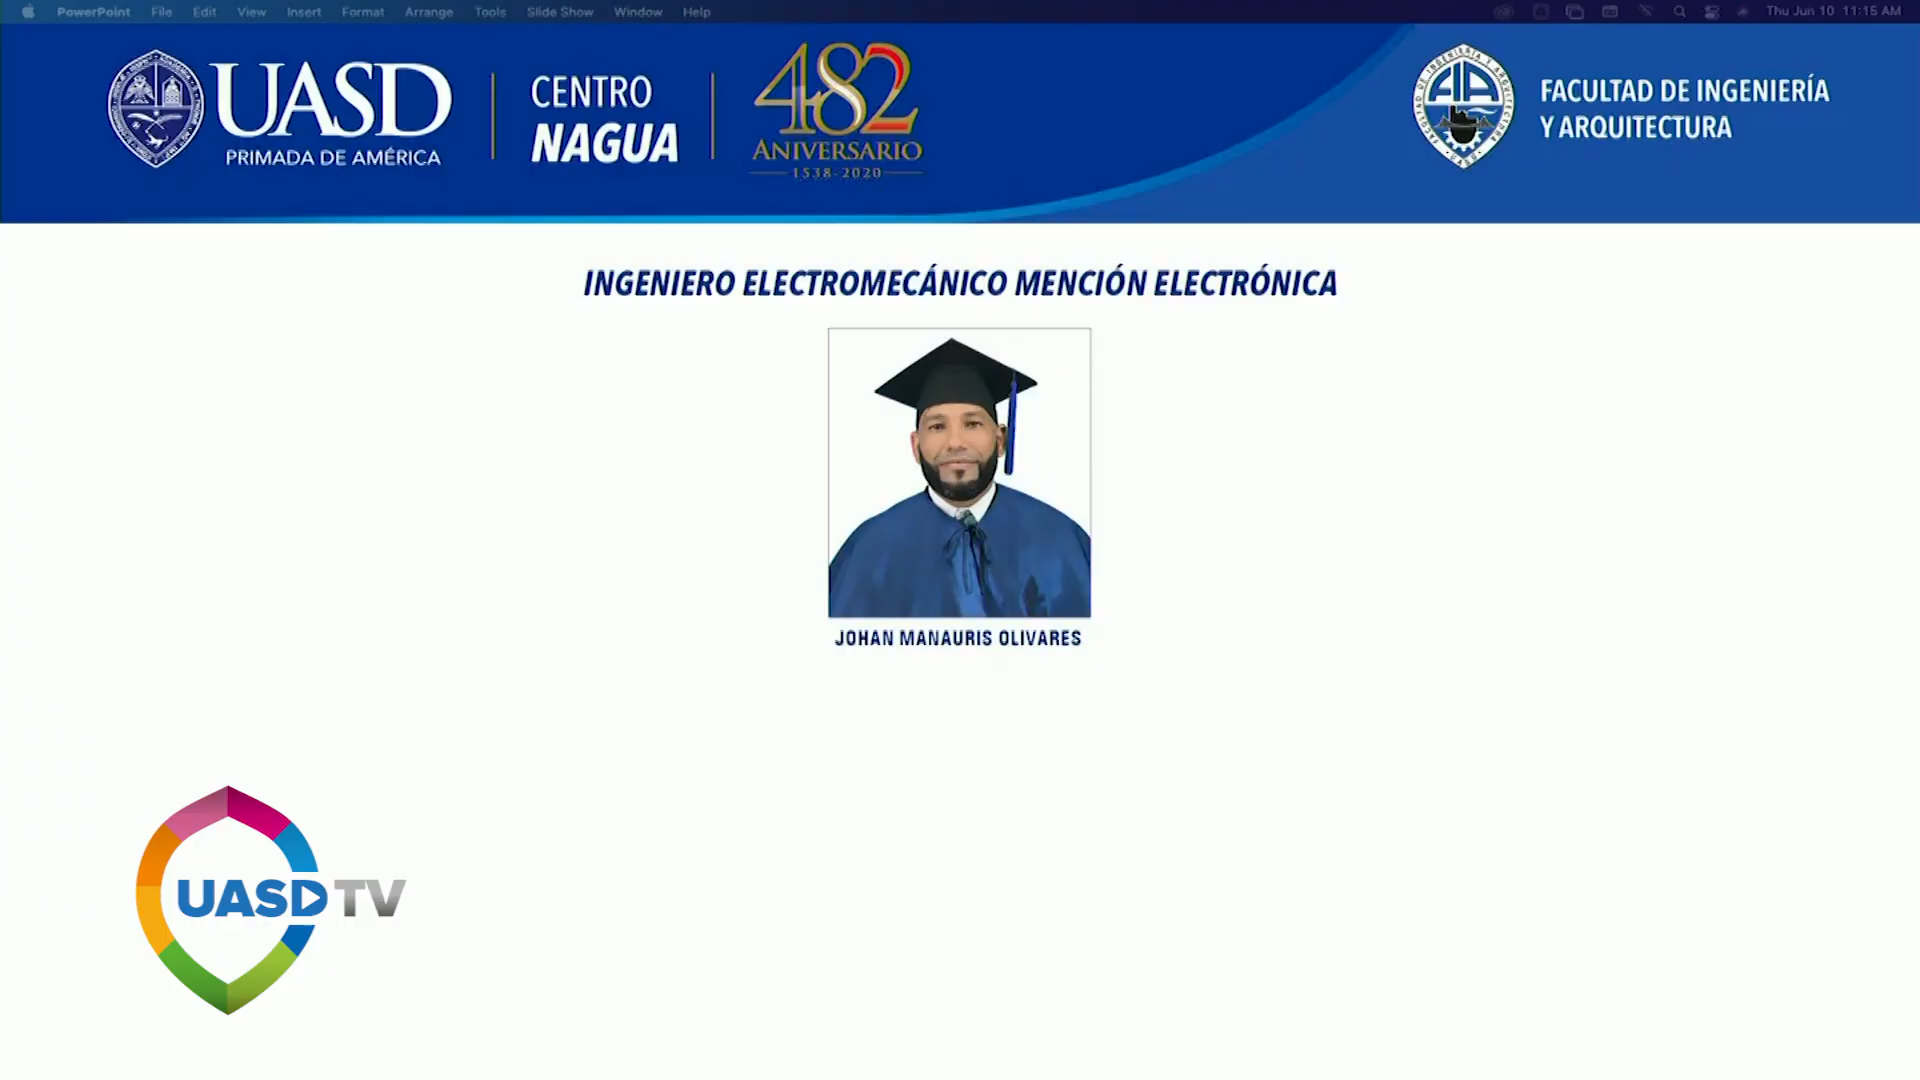 PowerPoint File Edit View Insert Format Arrange Tools Slide Show Window Help Thu Jun 10 11:15 AM
UASD
PRIMADA DE AMÉRICA
CENTRO
NAGUA
482
ANIVERSARIO
1538-2020
FACULTAD DE INGENIERÍA
Y ARQUITECTURA
INGENIERO ELECTROMECÁNICO MENCIÓN ELECTRÓNICA
JOHAN MANAURIS OLIVARES
UASD TV